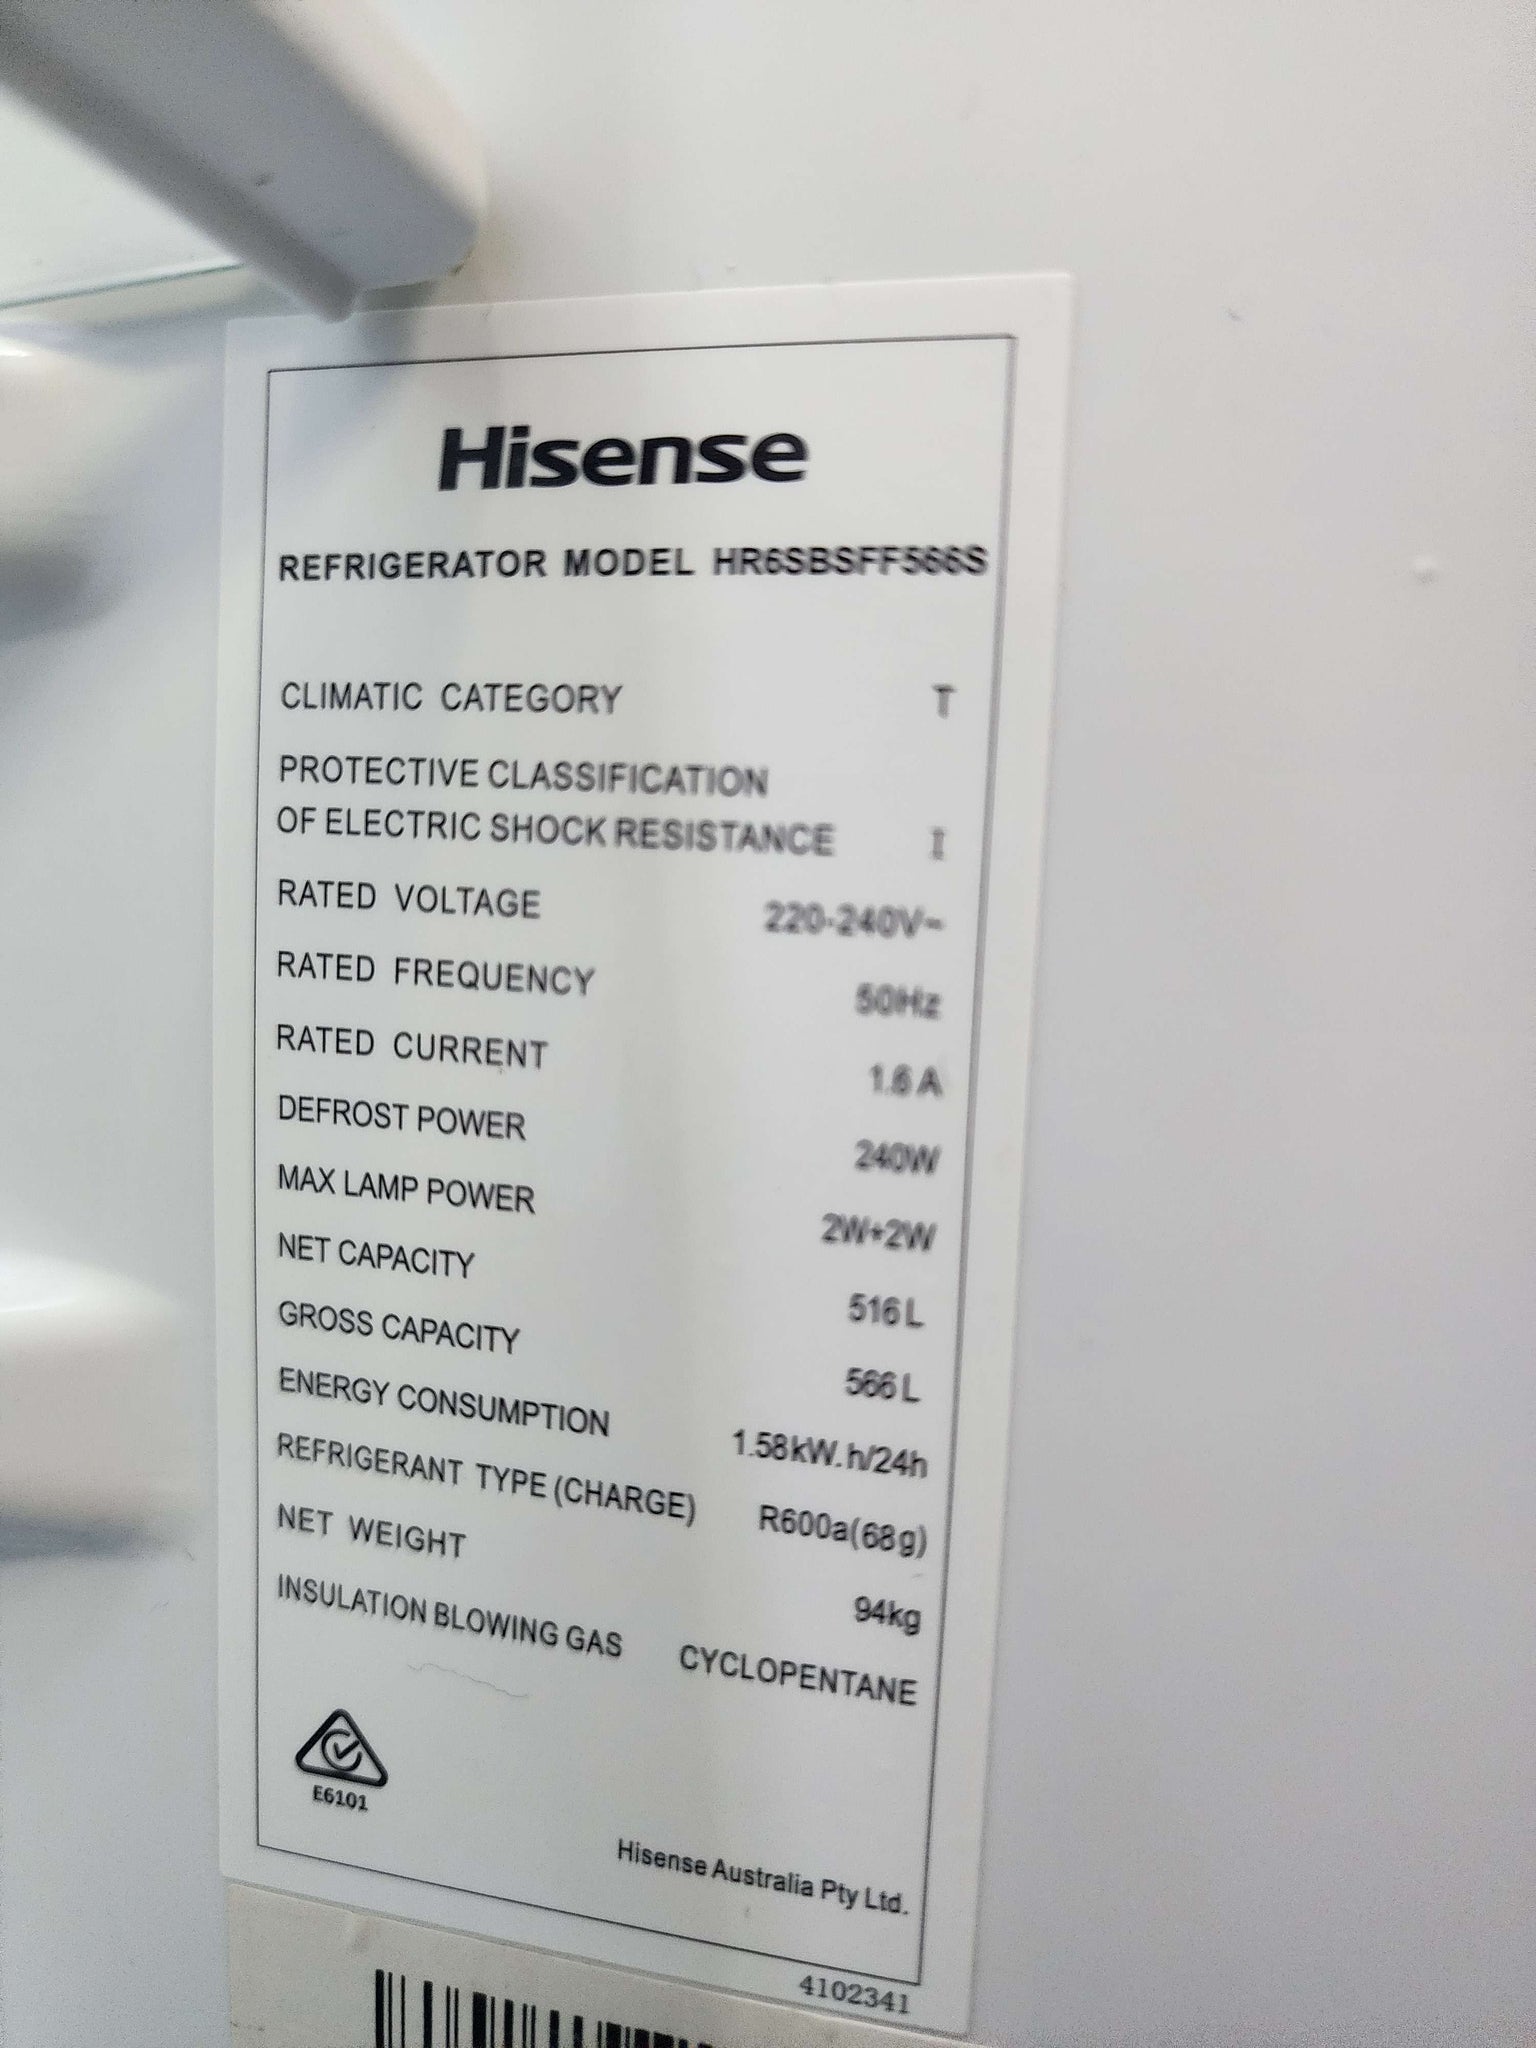 Hisense
REFRIGERATOR MODEL HR6SBSFF566S
CLIMATIC CATEGORY T
PROTECTIVE CLASSIFICATION
OF ELECTRIC SHOCK RESISTANCE I
RATED VOLTAGE 220-240V~
RATED FREQUENCY 50Hz
RATED CURRENT 1.6 A
DEFROST POWER 240W
MAX LAMP POWER 2W+2W
NET CAPACITY 516 L
GROSS CAPACITY 566 L
ENERGY CONSUMPTION 1.58kW.h/24h
REFRIGERANT TYPE (CHARGE) R600a(68g)
NET WEIGHT 94kg
INSULATION BLOWING GAS CYCLOPENTANE
E6101
Hisense Australia Pty Ltd.
4102341